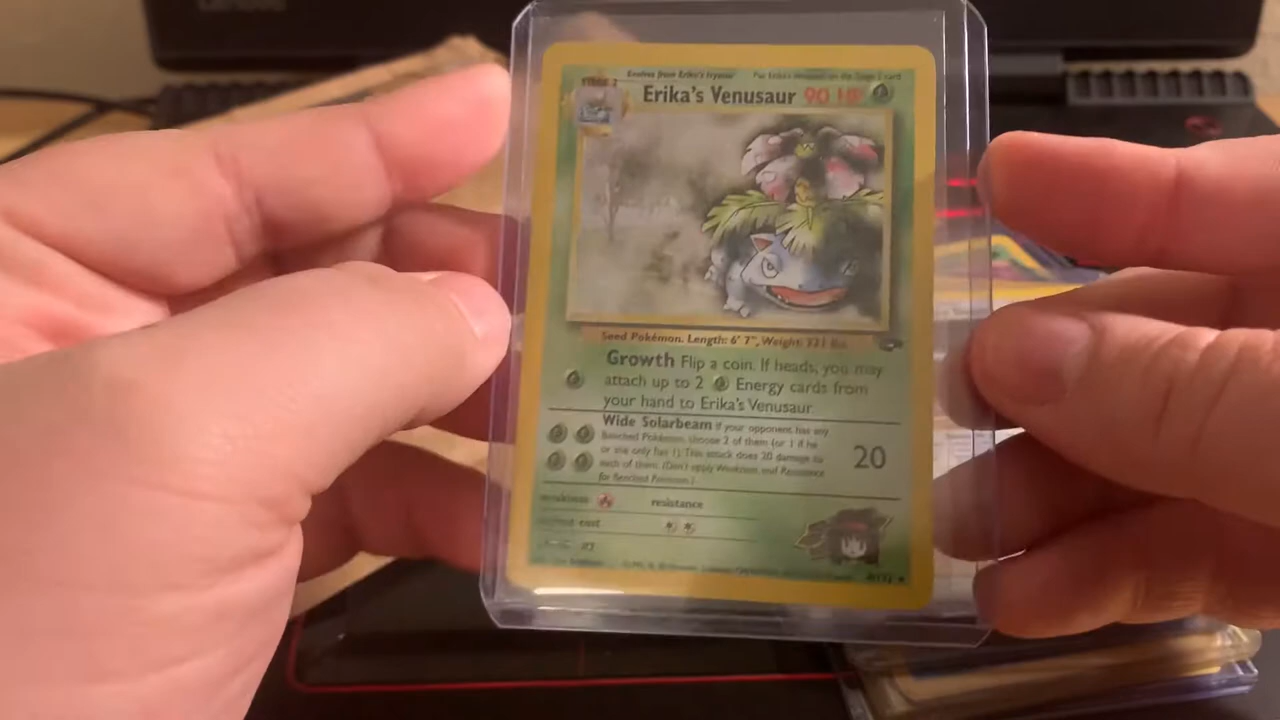 Lenovo
Evolves from Erika's Ivysaur Put Erika's Venusaur on the Stage 1 card
STAGE 2
Erika's Venusaur 90 HP
Seed Pokémon. Length: 6' 7", Weight:
Growth Flip a coin. If heads, you may
attach up to 2 Energy cards from
your hand to Erika's Venusaur
Wide Solarbeam If your opponent has any
Benched Pokémon, choose 2 of them (or 1 if he
or she only has 1). This attack does 20 damage to
each of them. (Don't apply Weakness and Resistance
for Benched Pokémon.)
20
weakness resistance
retreat cost